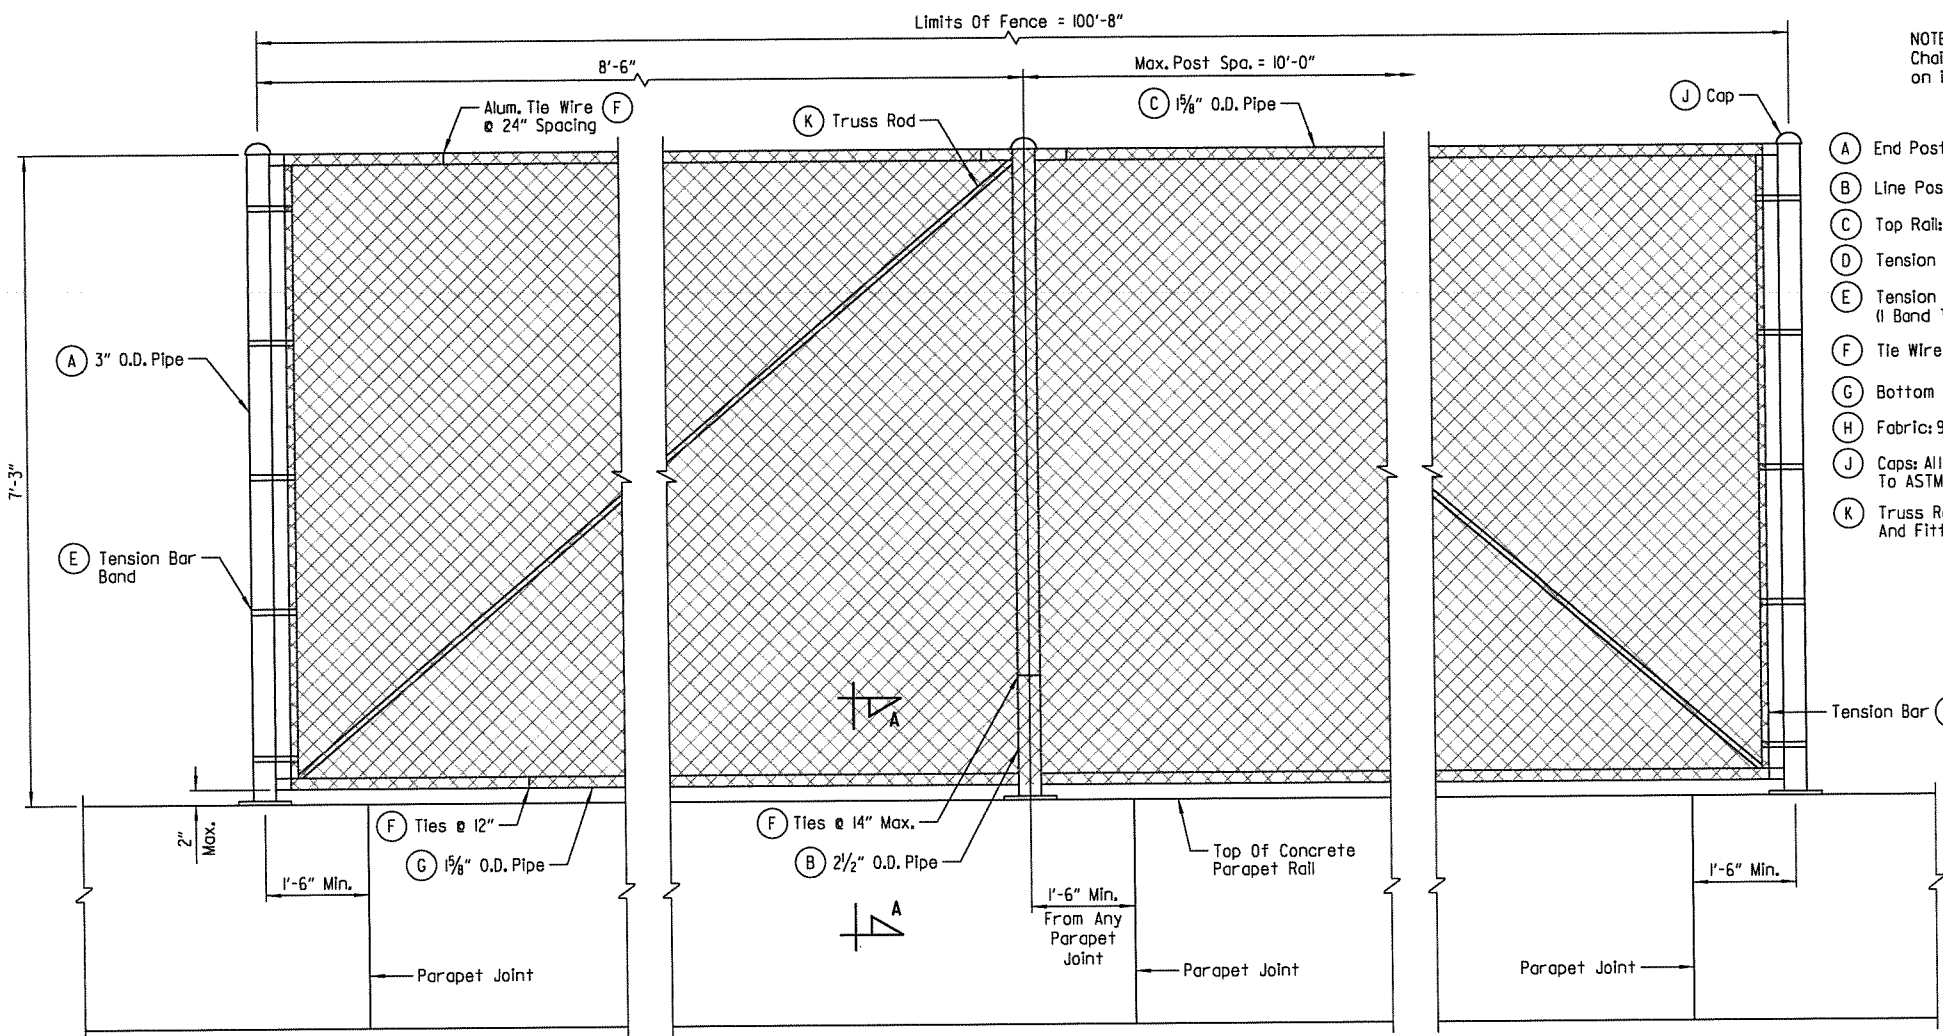 Limits Of Fence = 100'-8"
8'-6"
Max. Post Spa. = 10'-0"
NOTE
Chai
on i
Alum. Tie Wire F
@ 24" Spacing
K Truss Rod
C 1⅝" O.D. Pipe
J Cap
A End Post
B Line Pos
C Top Rail:
D Tension
E Tension
(1 Band
F Tie Wire
G Bottom
H Fabric: 9
J Caps: All
To ASTM
K Truss R
And Fitt
7'-3"
A 3" O.D. Pipe
E Tension Bar
Band
A
Tension Bar
2"
Max.
F Ties @ 12"
G 1⅝" O.D. Pipe
F Ties @ 14" Max.
B 2½" O.D. Pipe
Top Of Concrete
Parapet Rail
1'-6" Min.
1'-6" Min.
From Any
Parapet
Joint
1'-6" Min.
A
Parapet Joint
Parapet Joint
Parapet Joint